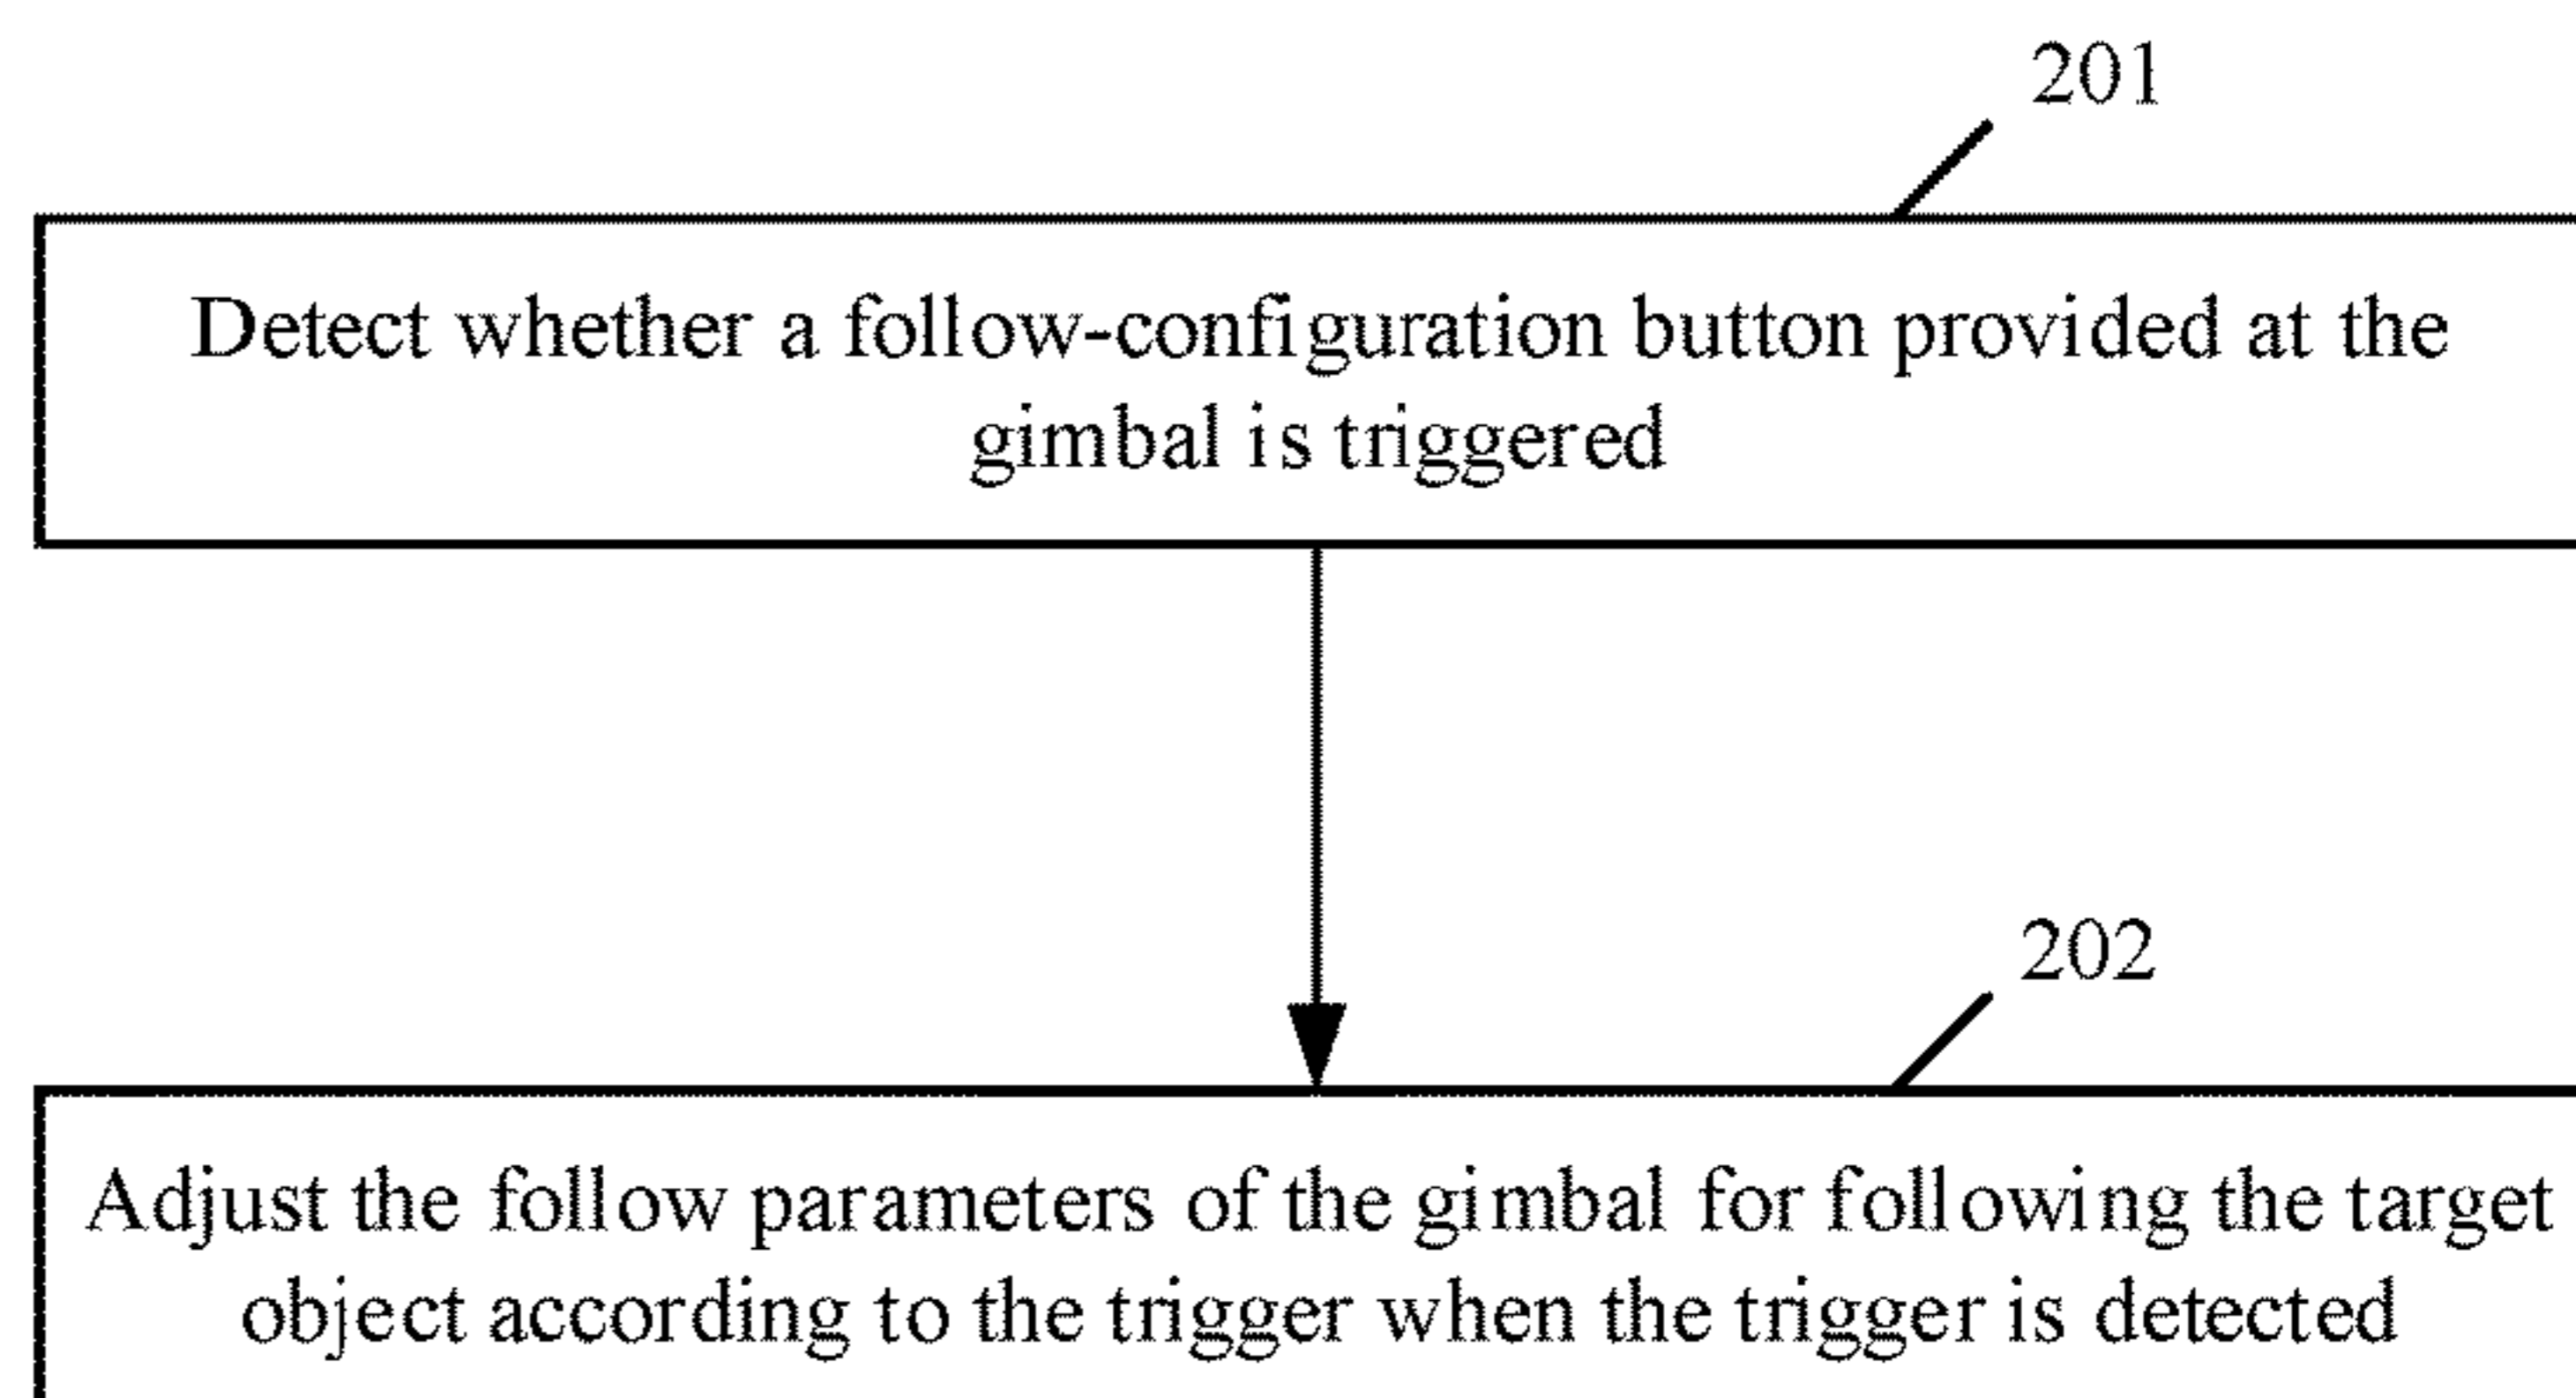 201
Detect whether a follow-configuration button provided at the
gimbal is triggered
202
Adjust the follow parameters of the gimbal for following the target
object according to the trigger when the trigger is detected